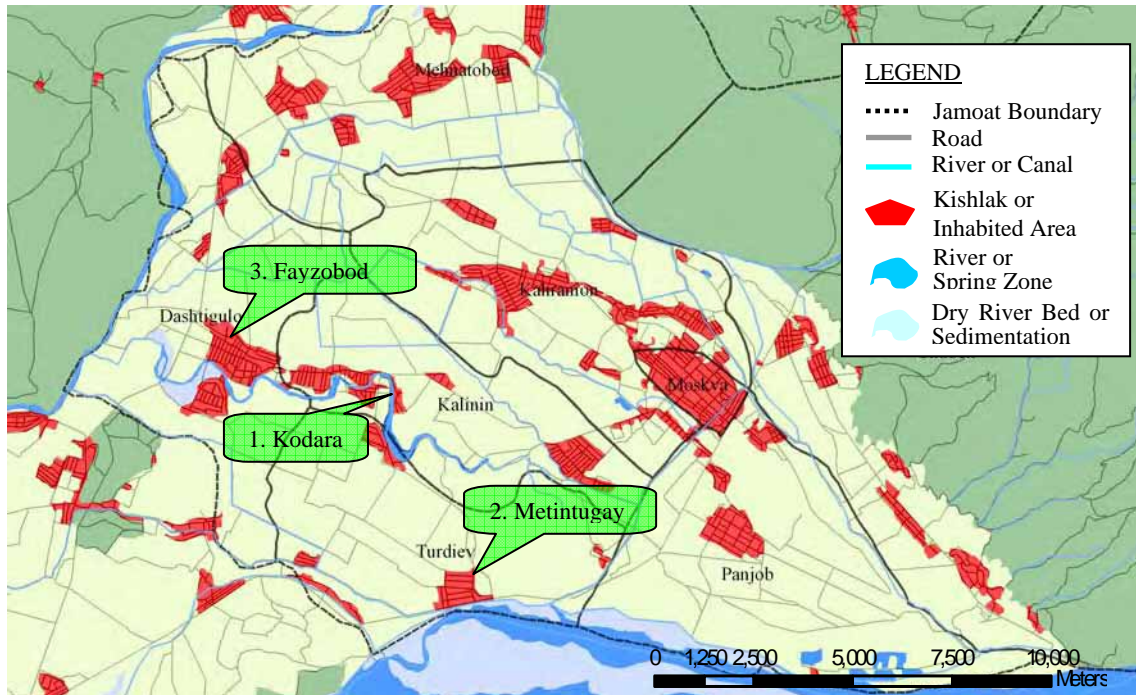 Mehnatobod
LEGEND
Jamoat Boundary
Road
River or Canal
Kishlak or
Inhabited Area
River or
Spring Zone
Dry River Bed or
Sedimentation
3. Fayzobod
Kahramon
Dashtigulo
Moskva
Kalinin
1. Kodara
2. Metintugay
Turdiev
Panjob
0 1,250 2,500 5,000 7,500 10,000
Meters